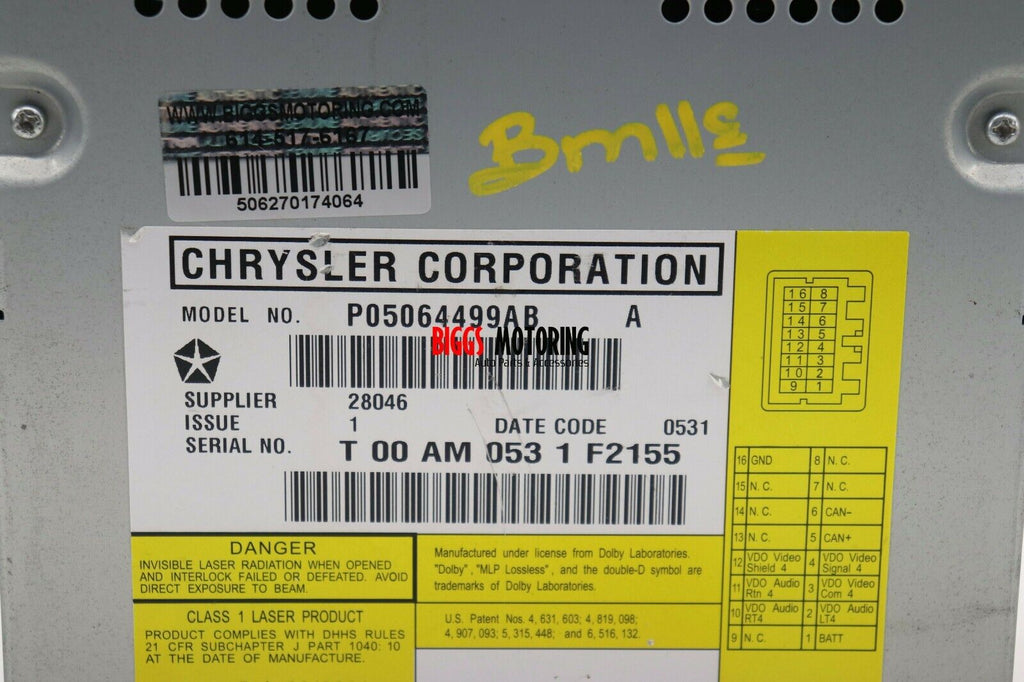 WWW.BIGGSMOTORING.COM
614-517-5167
506270174064
CHRYSLER CORPORATION
MODEL NO. P05064499AB A
BIGGS MOTORING
Auto Parts & Accessories
SUPPLIER 28046
ISSUE 1 DATE CODE 0531
SERIAL NO. T 00 AM 053 1 F2155
16 8
15 7
14 6
13 5
12 4
11 3
10 2
9 1
16 GND 8 N. C.
15 N. C. 7 N. C.
14 N. C. 6 CAN-
13 N. C. 5 CAN+
12 VDO Video Shield 4 4 VDO Video Signal 4
11 VDO Audio Rtn 4 3 VDO Video Com 4
10 VDO Audio RT4 2 VDO Audio LT4
9 N. C. 1 BATT
DANGER
INVISIBLE LASER RADIATION WHEN OPENED
AND INTERLOCK FAILED OR DEFEATED. AVOID
DIRECT EXPOSURE TO BEAM.
CLASS 1 LASER PRODUCT
PRODUCT COMPLIES WITH DHHS RULES
21 CFR SUBCHAPTER J PART 1040: 10
AT THE DATE OF MANUFACTURE.
Manufactured under license from Dolby Laboratories.
"Dolby", "MLP Lossless", and the double-D symbol are
trademarks of Dolby Laboratories.
U.S. Patent Nos. 4, 631, 603; 4, 819, 098;
4, 907, 093; 5, 315, 448; and 6, 516, 132.